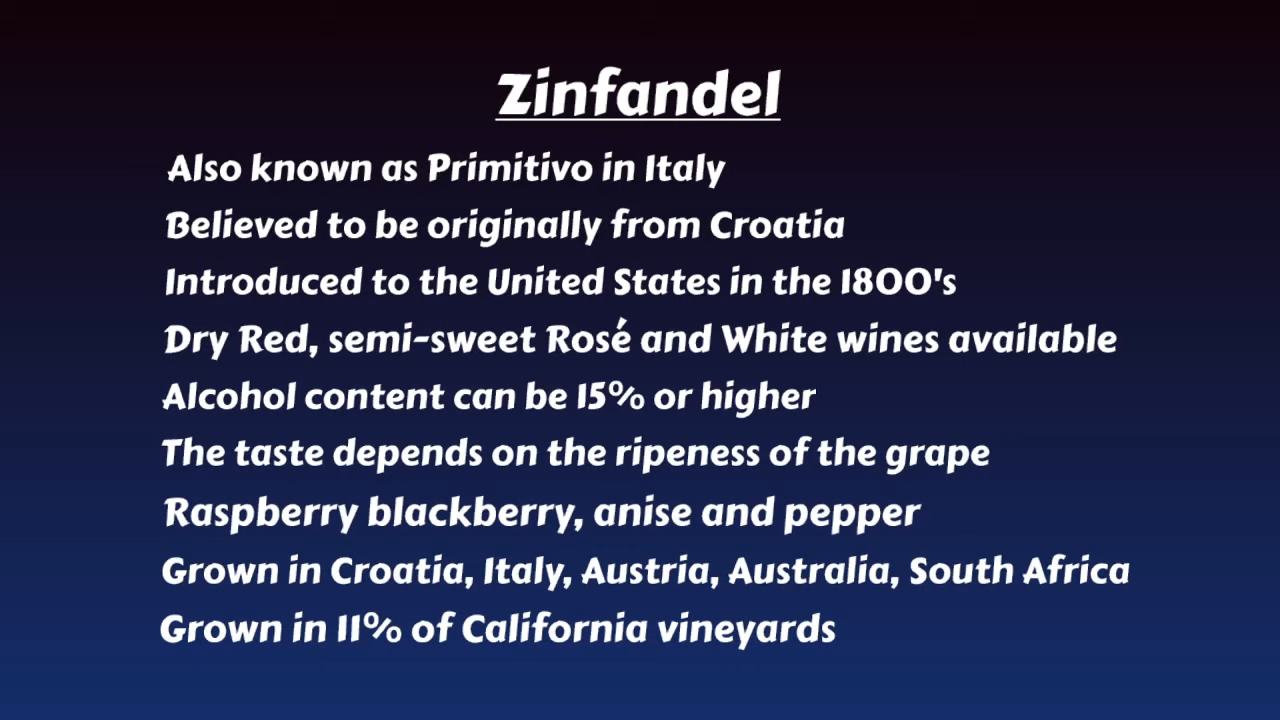 Zinfandel
Also known as Primitivo in Italy
Believed to be originally from Croatia
Introduced to the United States in the 1800's
Dry Red, semi-sweet Rosé and White wines available
Alcohol content can be 15% or higher
The taste depends on the ripeness of the grape
Raspberry blackberry, anise and pepper
Grown in Croatia, Italy, Austria, Australia, South Africa
Grown in 11% of California vineyards